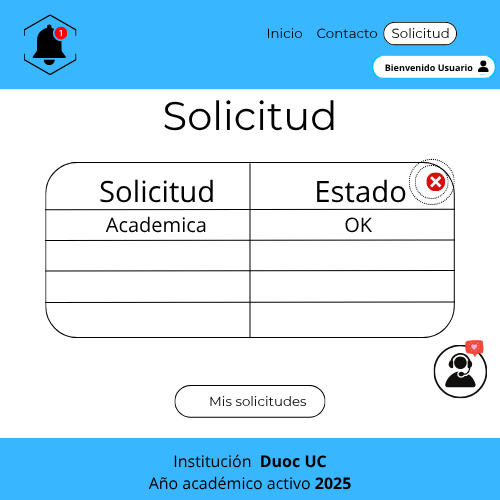 1
Inicio Contacto Solicitud
Bienvenido Usuario
Solicitud
Solicitud Estado
Academica OK
Mis solicitudes
Institución Duoc UC
Año académico activo 2025